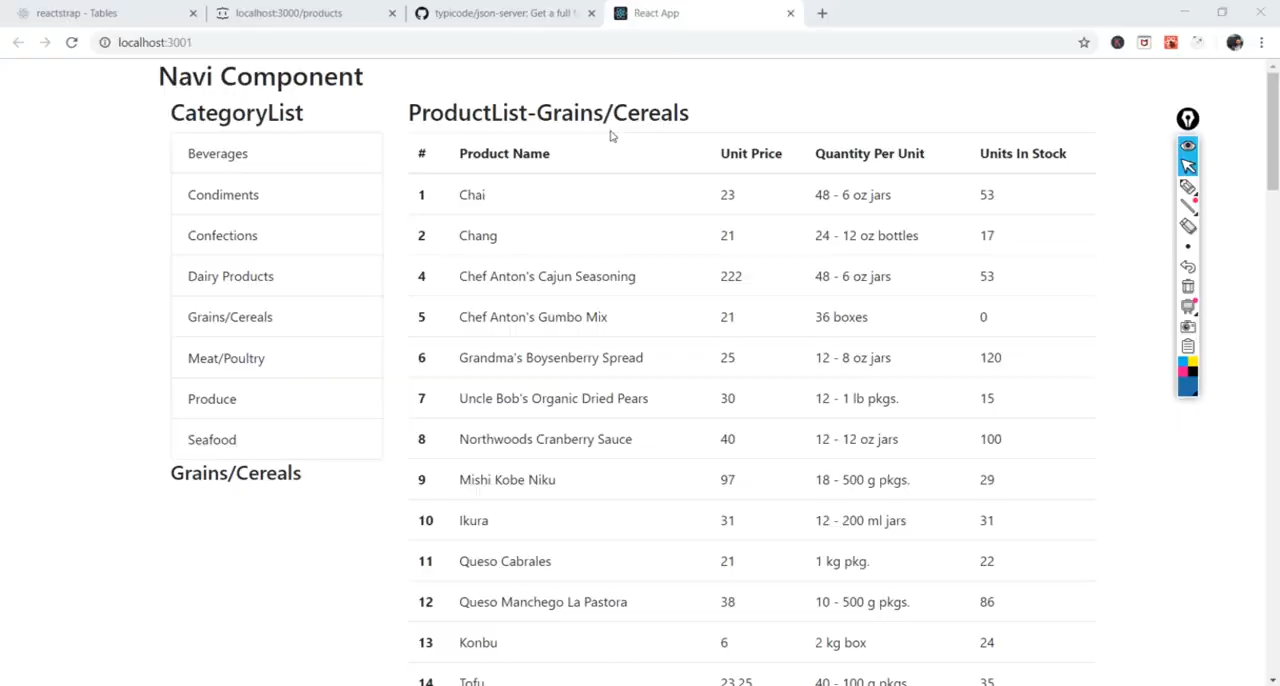 reactstrap - Tables
localhost:3000/products
typicode/json-server: Get a full f
React App
localhost:3001
Navi Component
CategoryList
Beverages
Condiments
Confections
Dairy Products
Grains/Cereals
Meat/Poultry
Produce
Seafood
Grains/Cereals
ProductList-Grains/Cereals
# Product Name Unit Price Quantity Per Unit Units In Stock
1 Chai 23 48 - 6 oz jars 53
2 Chang 21 24 - 12 oz bottles 17
4 Chef Anton's Cajun Seasoning 222 48 - 6 oz jars 53
5 Chef Anton's Gumbo Mix 21 36 boxes 0
6 Grandma's Boysenberry Spread 25 12 - 8 oz jars 120
7 Uncle Bob's Organic Dried Pears 30 12 - 1 lb pkgs. 15
8 Northwoods Cranberry Sauce 40 12 - 12 oz jars 100
9 Mishi Kobe Niku 97 18 - 500 g pkgs. 29
10 Ikura 31 12 - 200 ml jars 31
11 Queso Cabrales 21 1 kg pkg. 22
12 Queso Manchego La Pastora 38 10 - 500 g pkgs. 86
13 Konbu 6 2 kg box 24
14 Tofu 23.25 40 - 100 g pkgs. 35